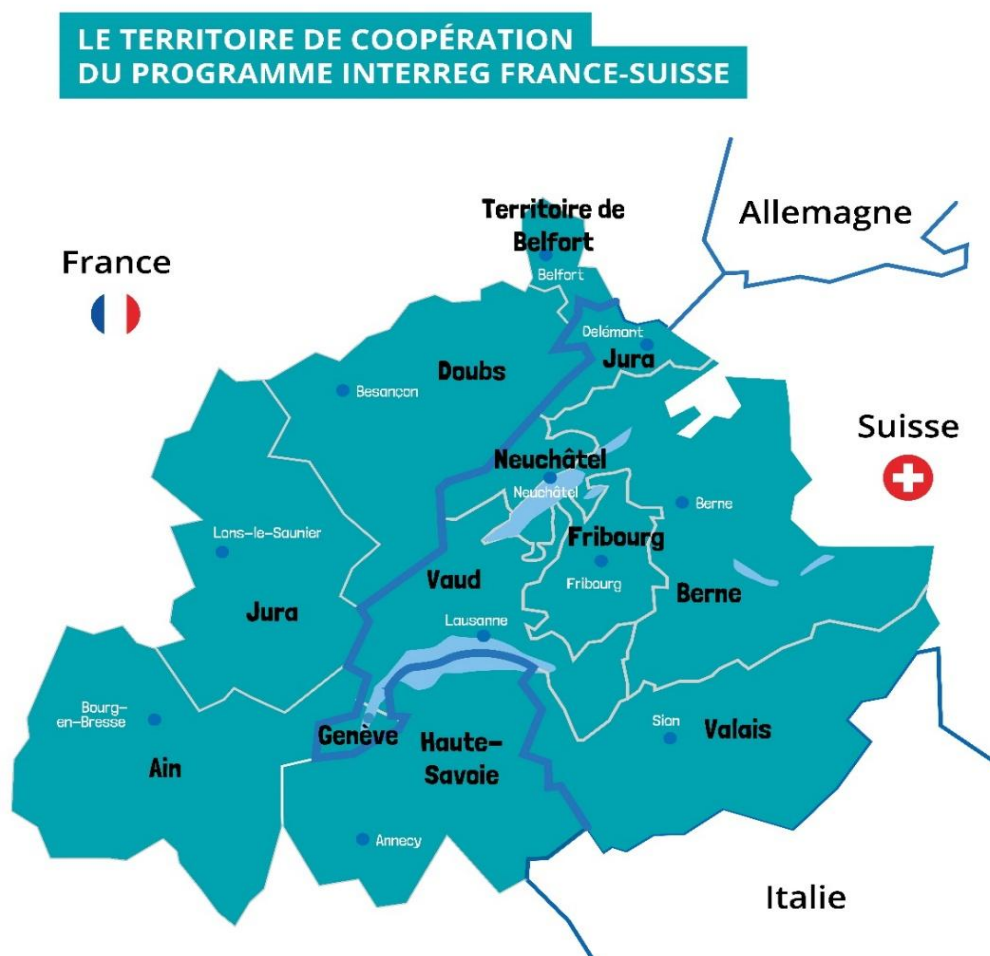 LE TERRITOIRE DE COOPÉRATION
DU PROGRAMME INTERREG FRANCE-SUISSE
Allemagne
Territoire de
Belfort
Belfort
France
Delémont
Jura
Doubs
Besançon
Suisse
Neuchâtel
Neuchâtel
Berne
Lons-le-Saunier
Fribourg
Fribourg
Vaud
Berne
Jura
Lausanne
Bourg-
en-Bresse
Sion
Valais
Genève
Haute-
Savoie
Ain
Annecy
Italie